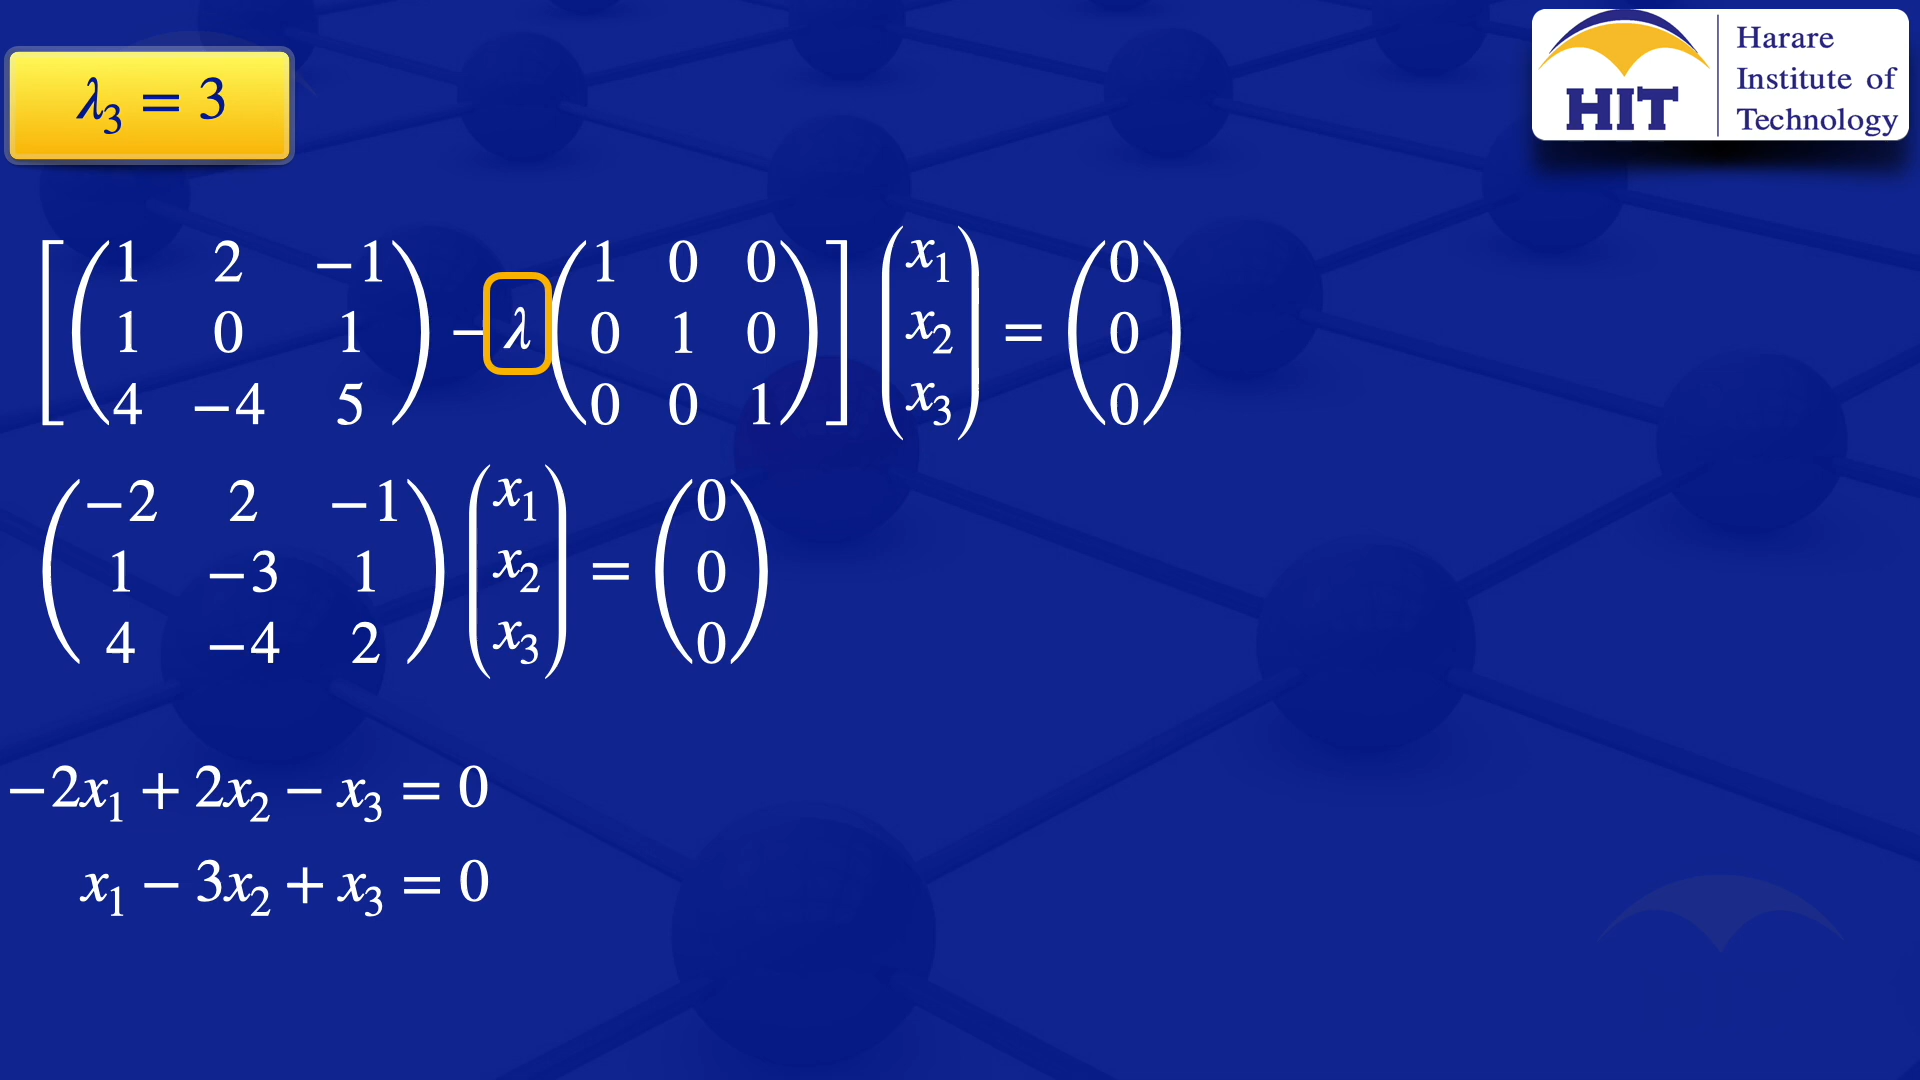 λ₃ = 3
HIT
Harare
Institute of
Technology
[(1 2 −1) − λ(1 0 0)](x₁) = (0)
[(1 0 1) − λ(0 1 0)](x₂) = (0)
[(4 −4 5) − λ(0 0 1)](x₃) = (0)
(−2 2 −1)(x₁) = (0)
(1 −3 1)(x₂) = (0)
(4 −4 2)(x₃) = (0)
−2x₁ + 2x₂ − x₃ = 0
x₁ − 3x₂ + x₃ = 0